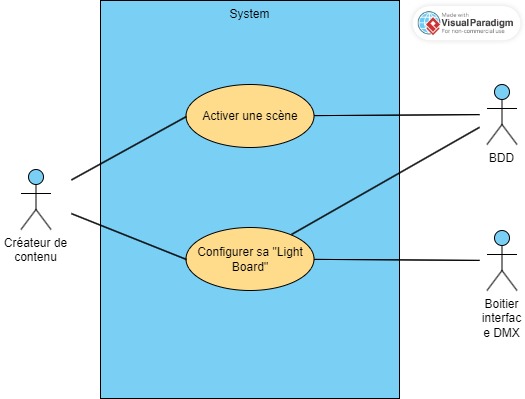 System
Made with
Visual Paradigm
For non-commercial use
Activer une scène
BDD
Créateur de
contenu
Configurer sa "Light
Board"
Boitier
interfac
e DMX